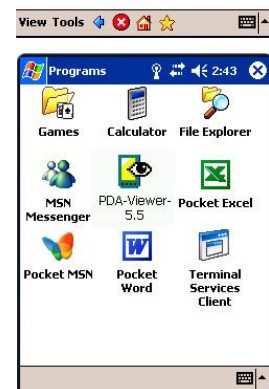 View Tools
Programs 2:43
Games Calculator File Explorer
MSN Messenger PDA-Viewer-5.5 Pocket Excel
Pocket MSN Pocket Word Terminal Services Client